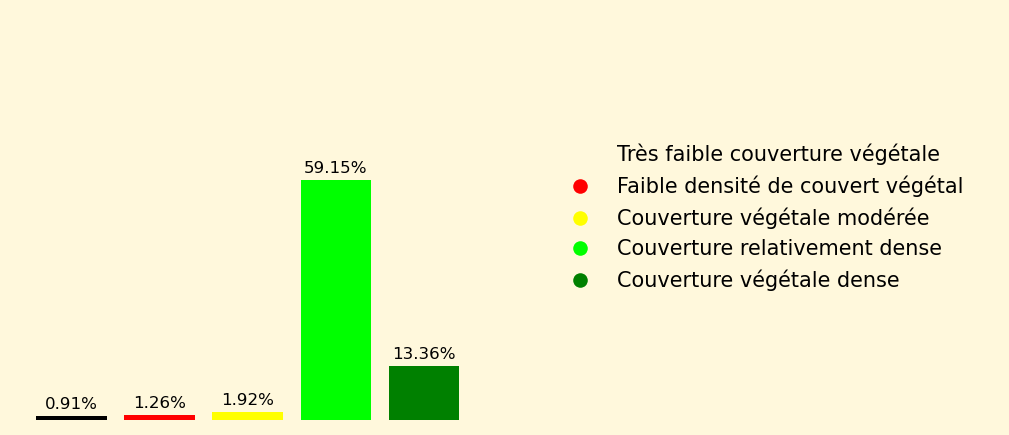 59.15%
13.36%
0.91%
1.26%
1.92%
Très faible couverture végétale
Faible densité de couvert végétal
Couverture végétale modérée
Couverture relativement dense
Couverture végétale dense